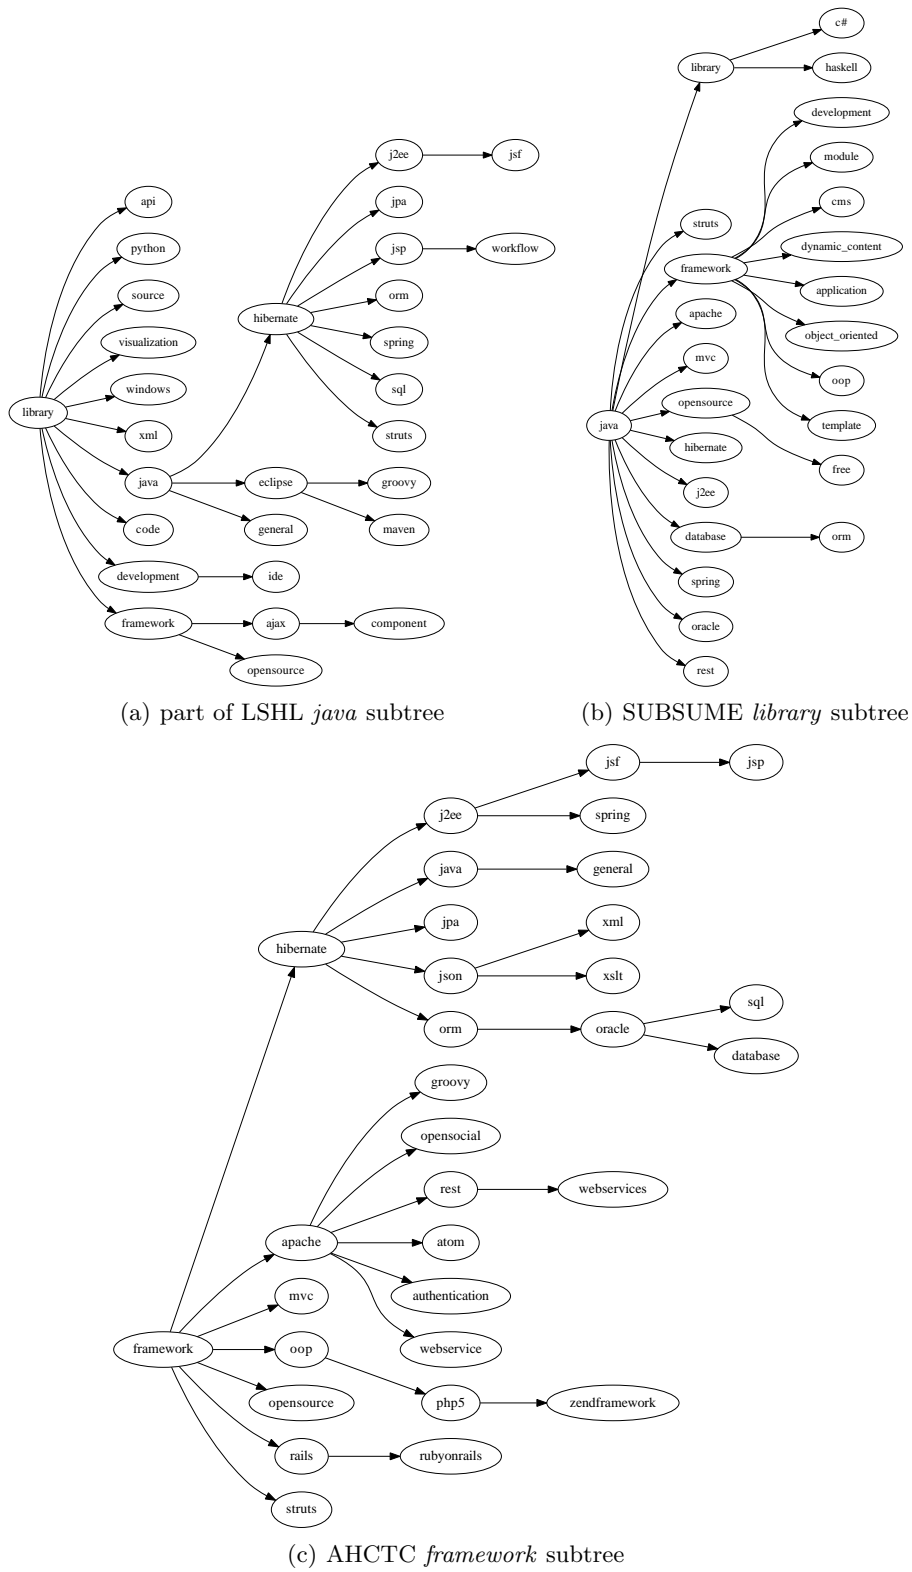 library
api
python
source
visualization
windows
xml
java
code
development
framework
hibernate
eclipse
general
ide
ajax
opensource
j2ee
jpa
jsp
orm
spring
sql
struts
groovy
maven
component
jsf
workflow
(a) part of LSHL java subtree
java
library
struts
framework
apache
mvc
opensource
hibernate
j2ee
database
spring
oracle
rest
c#
haskell
development
module
cms
dynamic_content
application
object_oriented
oop
template
free
orm
(b) SUBSUME library subtree
framework
hibernate
apache
mvc
oop
opensource
rails
struts
j2ee
java
jpa
json
orm
groovy
opensocial
rest
atom
authentication
webservice
php5
rubyonrails
jsf
spring
general
xml
xslt
oracle
webservices
zendframework
jsp
sql
database
(c) AHCTC framework subtree